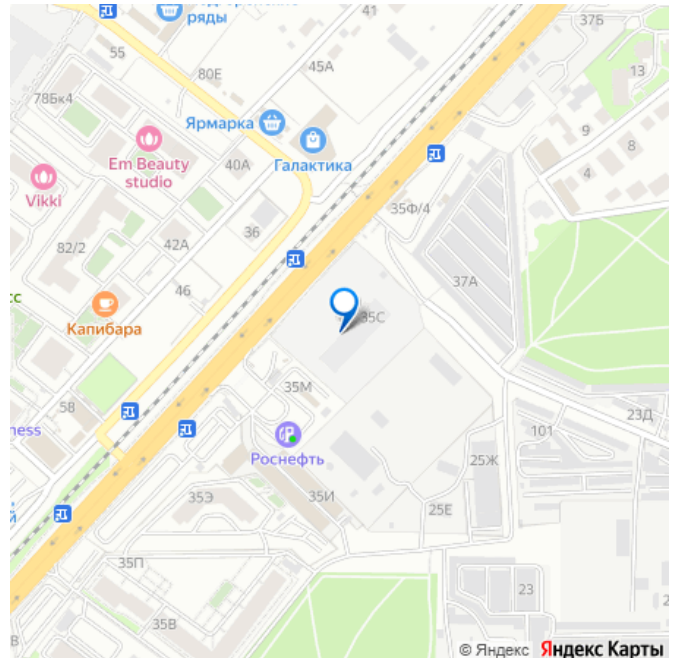 ряды
41
37Б
55
80Е
45А
13
78Бк4
Ярмарка
9
8
Em Beauty
studio
40А
Галактика
4
Vikki
35Ф/4
36
82/2
42А
37А
46
Капибара
35С
35М
58
ness
23Д
101
Роснефть
25Ж
35Э
35И
25Е
35П
23
2
35В
В
© Яндекс Яндекс Карты